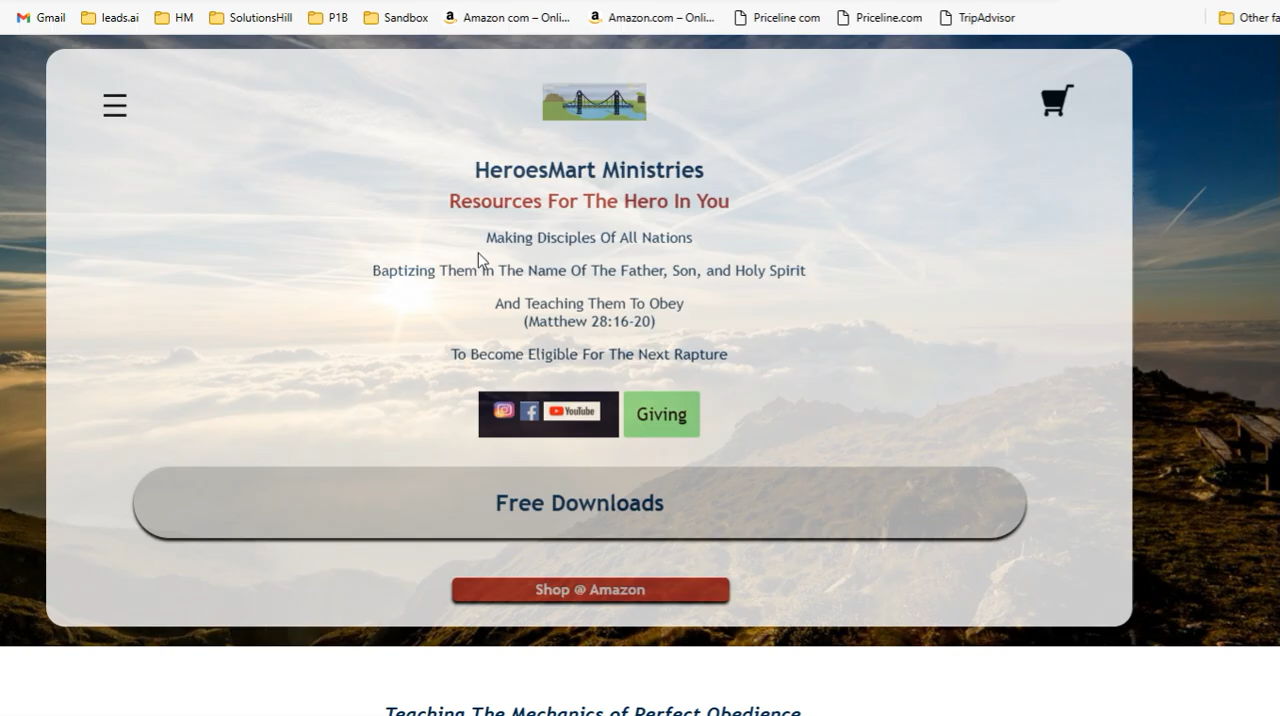 Gmail leads.ai HM SolutionsHill P1B Sandbox Amazon com – Onli... Amazon.com – Onli... Priceline com Priceline.com TripAdvisor Other fa
HeroesMart Ministries
Resources For The Hero In You
Making Disciples Of All Nations
Baptizing Them In The Name Of The Father, Son, and Holy Spirit
And Teaching Them To Obey
(Matthew 28:16-20)
To Become Eligible For The Next Rapture
YouTube Giving
Free Downloads
Shop @ Amazon
Teaching The Mechanics of Perfect Obedience